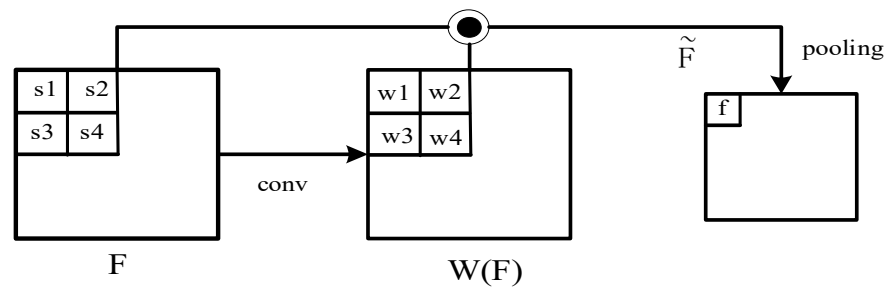 F̃ pooling
s1 s2 w1 w2 f
s3 s4 w3 w4
conv
F W(F)